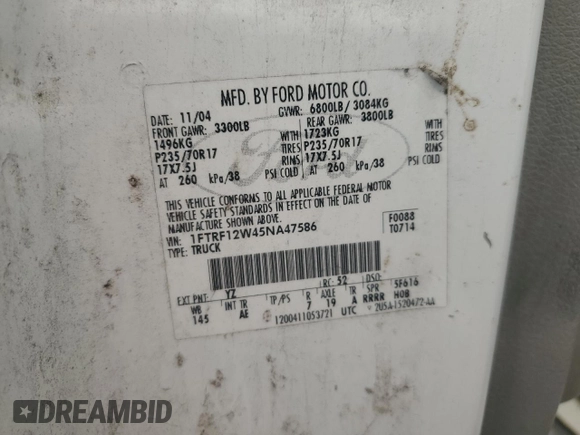 MFD. BY FORD MOTOR CO.
DATE: 11/04 GVWR: 6800LB / 3084KG
FRONT GAWR: 3300LB REAR GAWR: 3800LB
1496KG WITH 1723KG WITH
P235/70R17 TIRES P235/70R17 TIRES
17X7.5J RIMS 17X7.5J RIMS
AT 260 kPa/38 PSI COLD AT 260 kPa/38 PSI COLD
Ford
THIS VEHICLE CONFORMS TO ALL APPLICABLE FEDERAL MOTOR
VEHICLE SAFETY STANDARDS IN EFFECT ON THE DATE OF
MANUFACTURE SHOWN ABOVE.
VIN: 1FTRF12W45NA47586 F0088
TYPE: TRUCK T0714
EXT PNT: YZ RC: 52 DSO:
WB INT TR TP/PS R AXLE TR SPR 5F616
145 AE 7 19 A RRRR H0B
1200411053721 UTC 2U5A-1520472-AA
DREAMBID